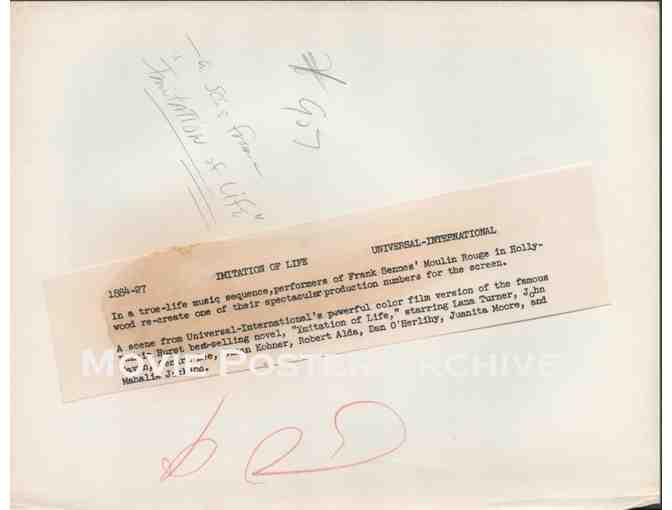 907
a scene from
"IMITATION of LIFE"
1884-27 IMITATION OF LIFE UNIVERSAL-INTERNATIONAL
In a true-life music sequence, performers of Frank Sennes' Moulin Rouge in Holly-
wood re-create one of their spectacular production numbers for the screen.
A scene from Universal-International's powerful color film version of the famous
Hurst best-selling novel, "Imitation of Life," starring Lana Turner, John
Kohner, Robert Alda, Dan O'Herlihy, Juanita Moore, and
Mahalia
MOVIE POSTER ARCHIVE